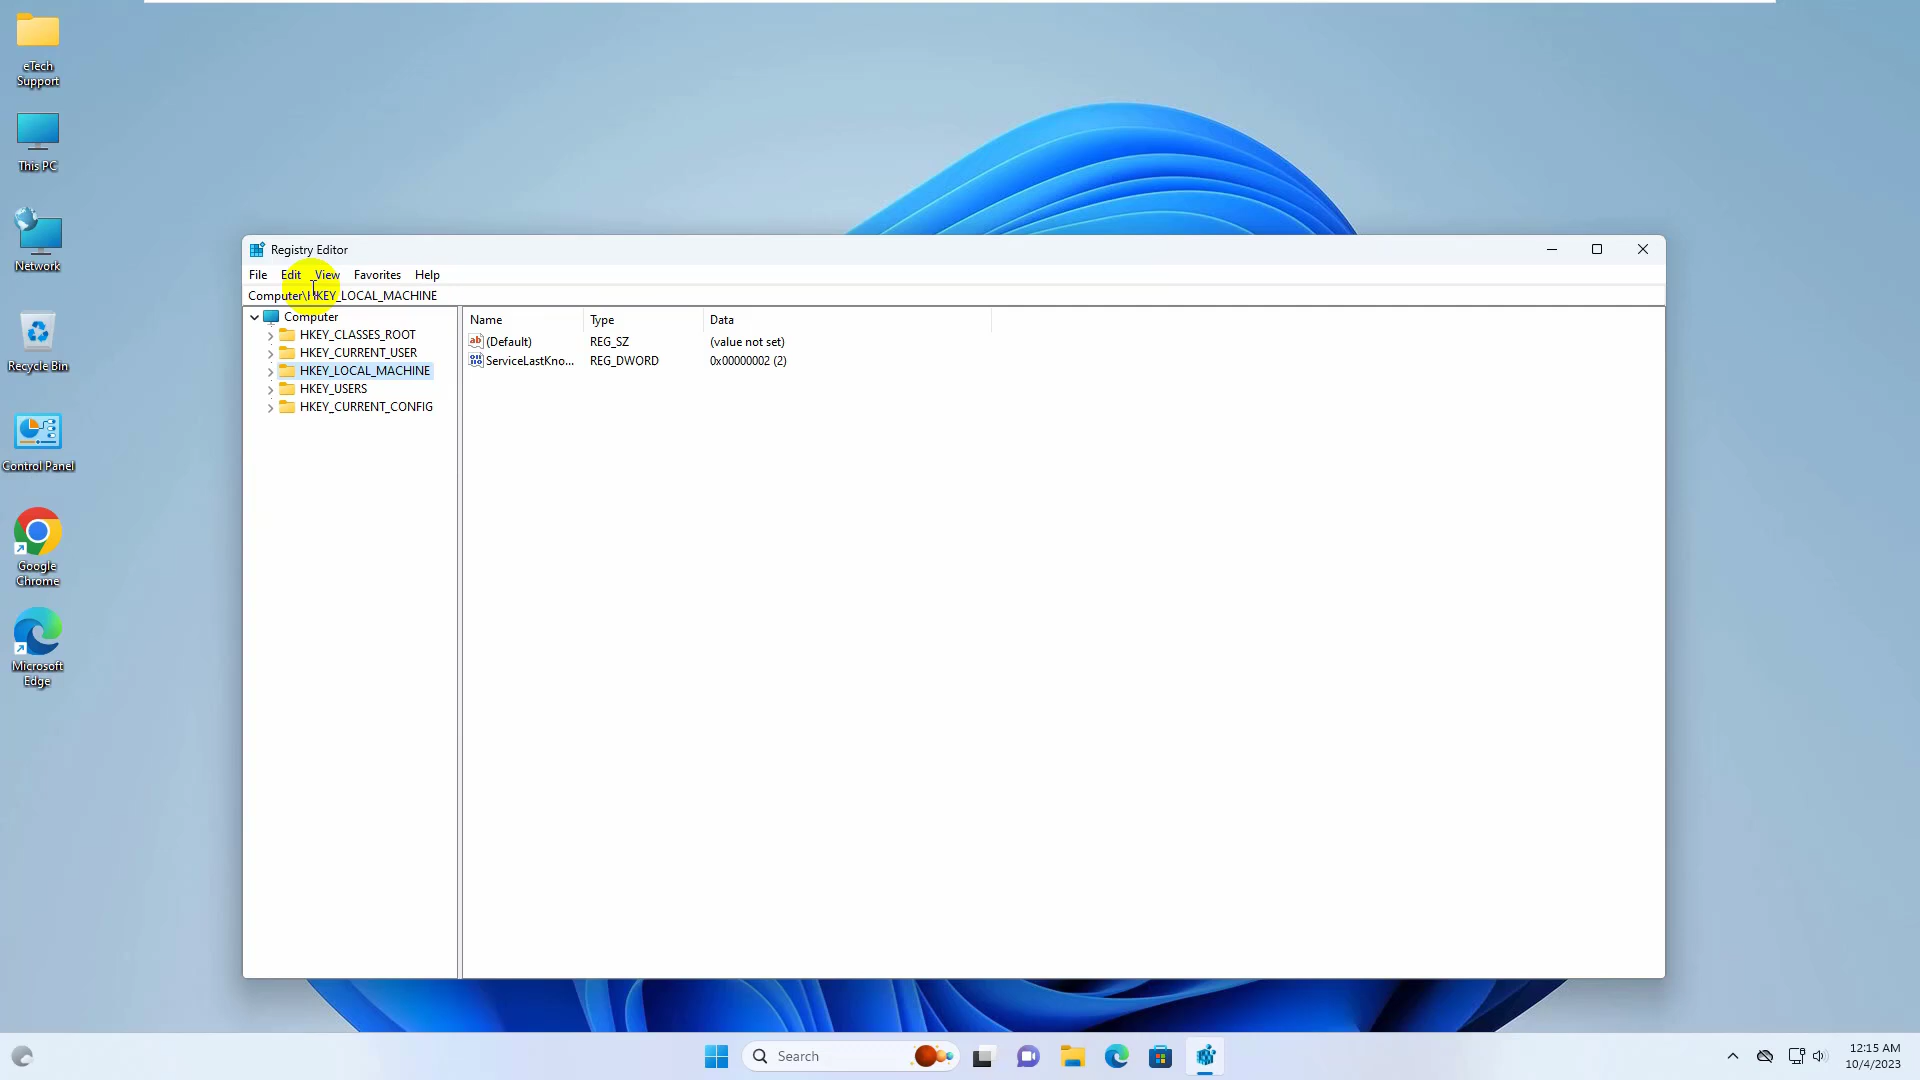 eTech
Support
This PC
Network
Recycle Bin
Control Panel
Google
Chrome
Microsoft
Edge
Registry Editor
File Edit View Favorites Help
Computer\HKEY_LOCAL_MACHINE
Computer
HKEY_CLASSES_ROOT
HKEY_CURRENT_USER
HKEY_LOCAL_MACHINE
HKEY_USERS
HKEY_CURRENT_CONFIG
Name Type Data
(Default) REG_SZ (value not set)
ServiceLastKno... REG_DWORD 0x00000002 (2)
Search
12:15 AM
10/4/2023